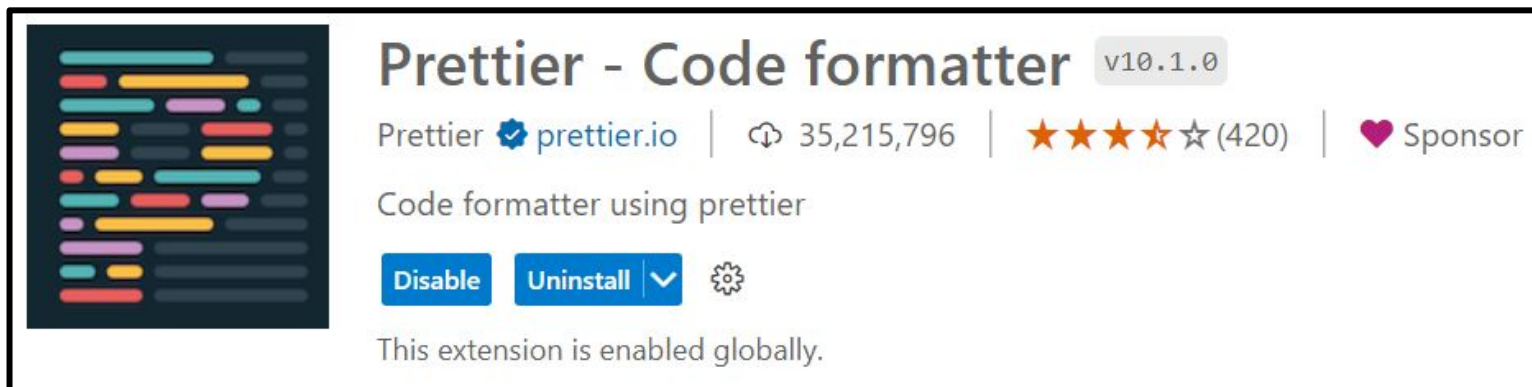 Prettier - Code formatter v10.1.0
Prettier prettier.io 35,215,796 (420) Sponsor
Code formatter using prettier
Disable Uninstall
This extension is enabled globally.